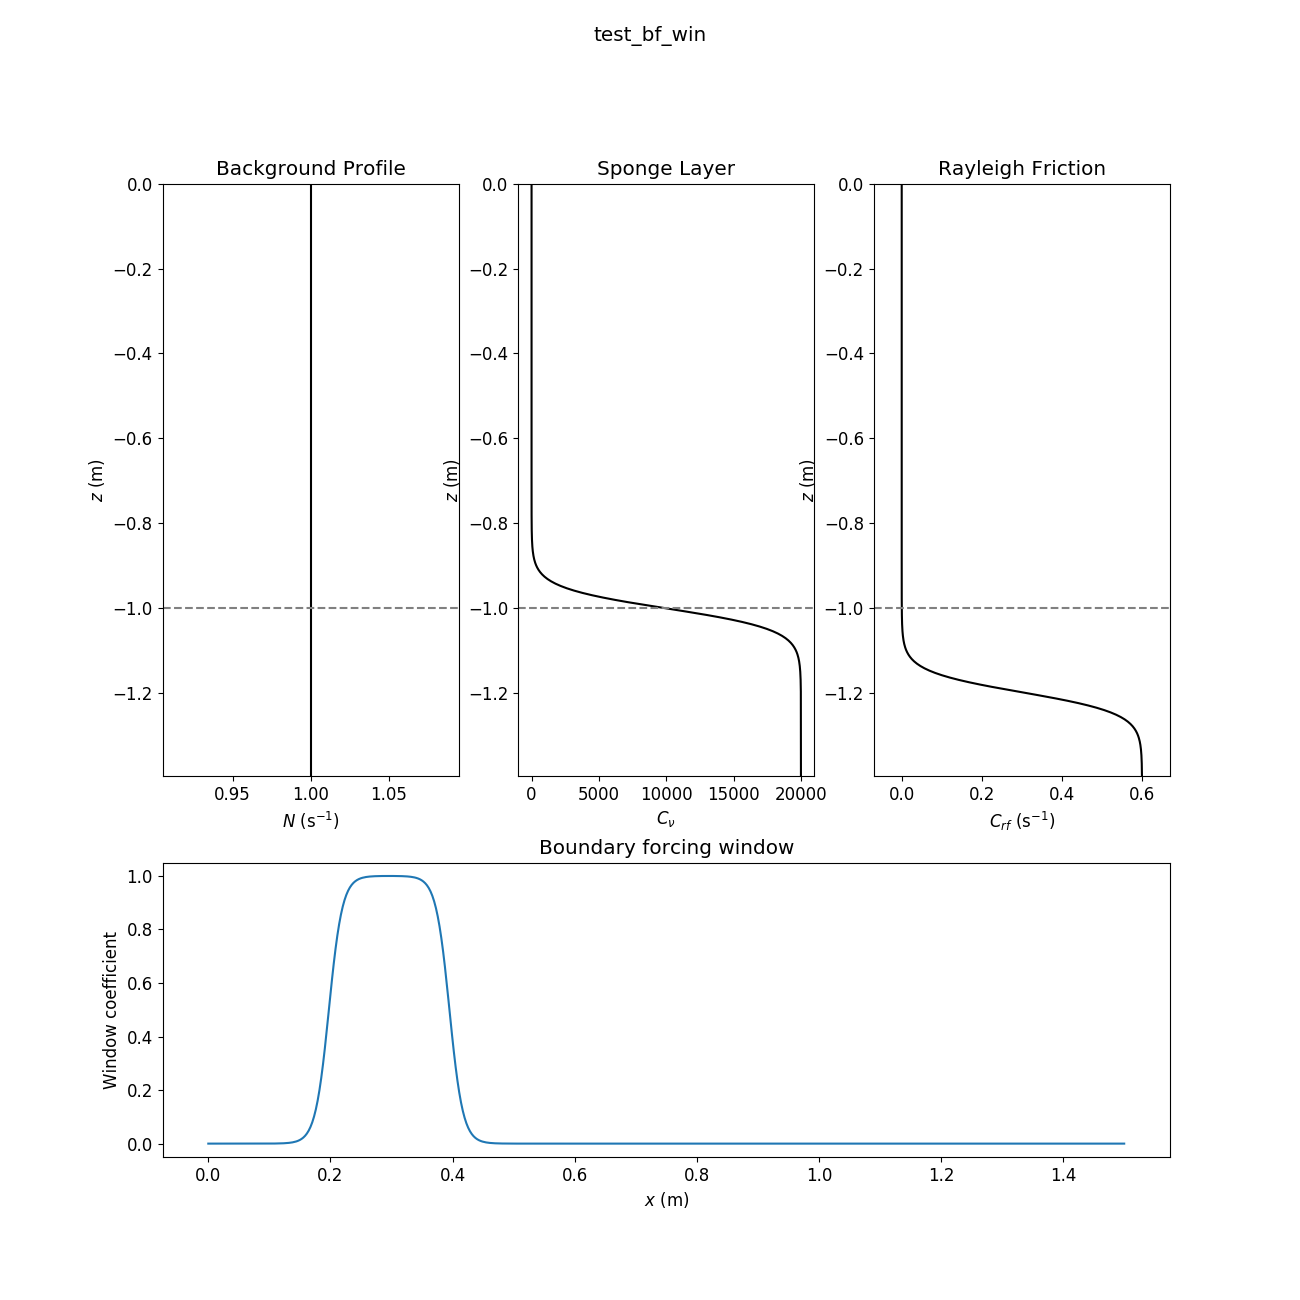 test_bf_win
Background Profile
0.0
−0.2
−0.4
−0.6
−0.8
−1.0
−1.2
z (m)
0.95 1.00 1.05
N (s⁻¹)
Sponge Layer
0.0
−0.2
−0.4
−0.6
−0.8
−1.0
−1.2
z (m)
0 5000 10000 15000 20000
C_ν
Rayleigh Friction
0.0
−0.2
−0.4
−0.6
−0.8
−1.0
−1.2
z (m)
0.0 0.2 0.4 0.6
C_rf (s⁻¹)
Boundary forcing window
1.0
0.8
0.6
0.4
0.2
0.0
Window coefficient
0.0 0.2 0.4 0.6 0.8 1.0 1.2 1.4
x (m)